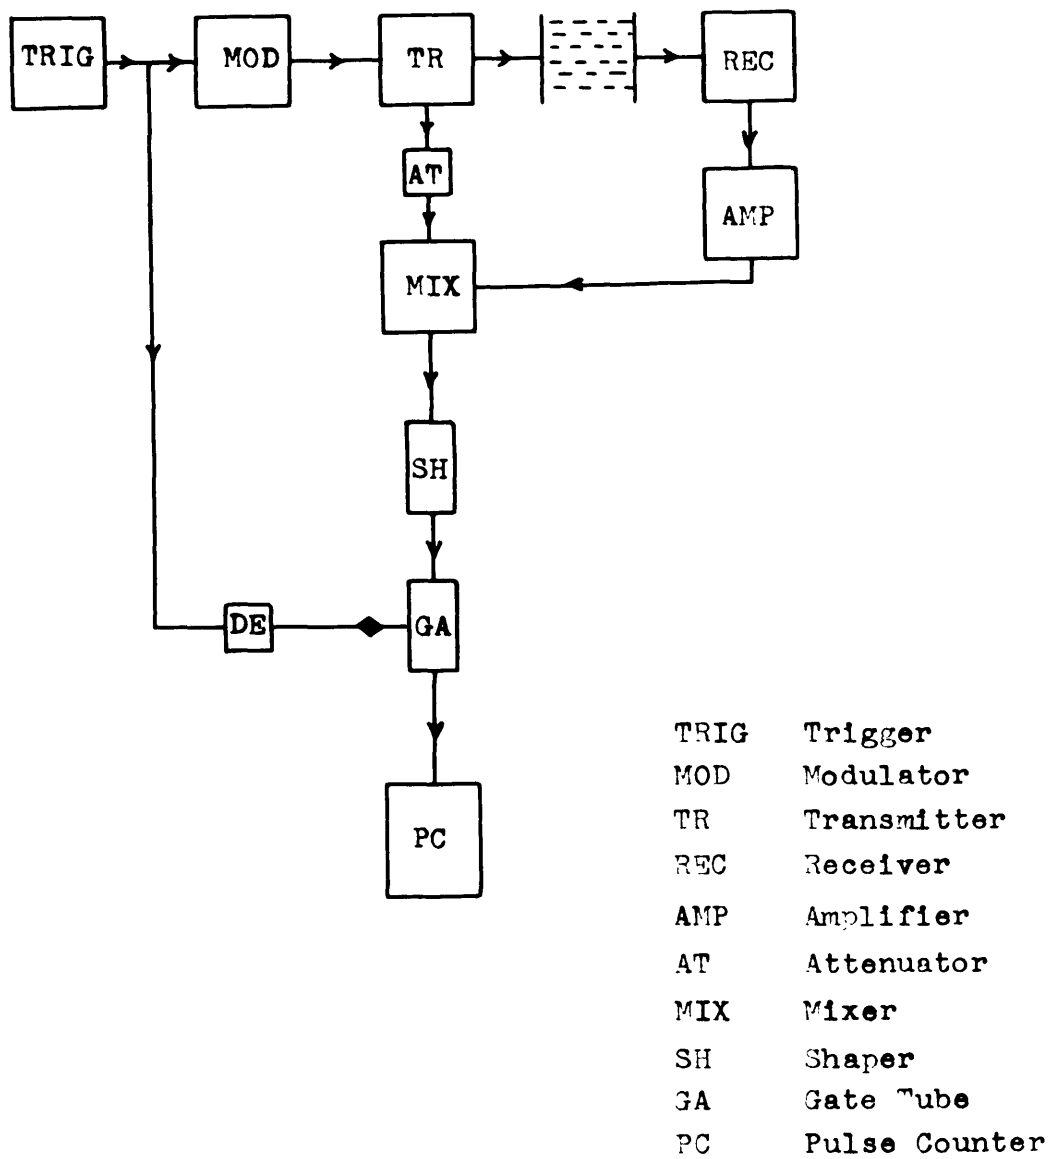 TRIG
MOD
TR
REC
AT
AMP
MIX
SH
DE
GA
PC
TRIG Trigger
MOD Modulator
TR Transmitter
REC Receiver
AMP Amplifier
AT Attenuator
MIX Mixer
SH Shaper
GA Gate Tube
PC Pulse Counter